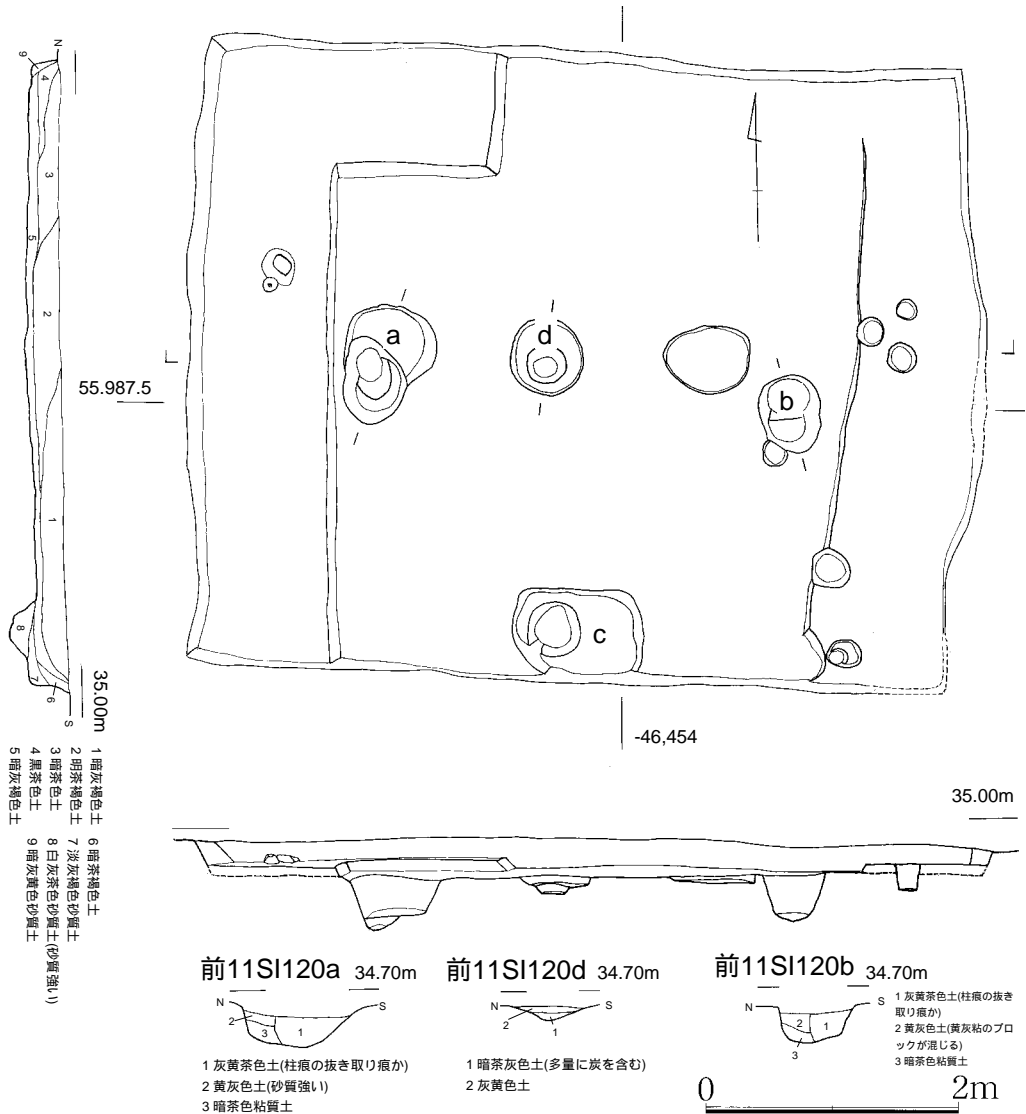 N
9
4
3
5
2
1
8
7
6
S
35.00m
1 暗灰褐色土
2 明茶褐色土
3 暗茶色土
4 黒茶色土
5 暗灰褐色土
6 暗茶褐色土
7 淡灰褐色砂質土
8 白灰茶色砂質土(砂質強い)
9 暗灰黄色砂質土
55.987.5
a
d
b
c
-46,454
35.00m
前11SI120a 34.70m
N
S
2
3
1
1 灰黄茶色土(柱痕の抜き取り痕か)
2 黄灰色土(砂質強い)
3 暗茶色粘質土
前11SI120d 34.70m
N
S
2
1
1 暗茶灰色土(多量に炭を含む)
2 灰黄色土
前11SI120b 34.70m
N
S
2
1
3
1 灰黄茶色土(柱痕の抜き
取り痕か)
2 黄灰色土(黄灰粘のブロ
ックが混じる)
3 暗茶色粘質土
0
2m